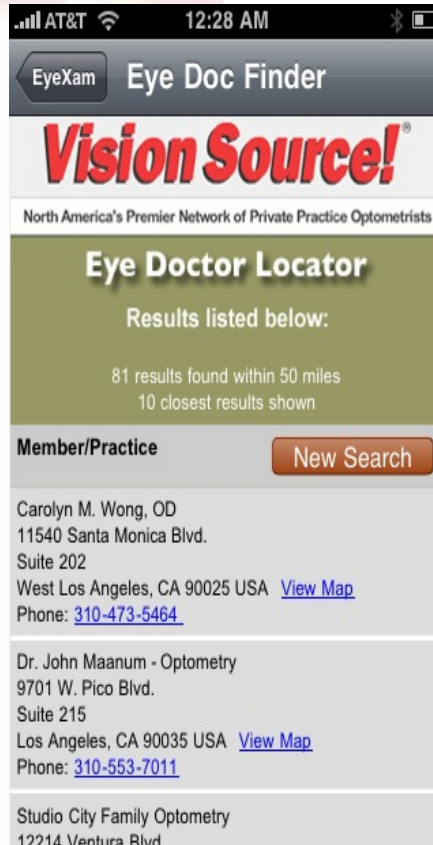 AT&T 12:28 AM
EyeXam Eye Doc Finder
Vision Source!®
North America's Premier Network of Private Practice Optometrists
Eye Doctor Locator
Results listed below:
81 results found within 50 miles
10 closest results shown
Member/Practice New Search
Carolyn M. Wong, OD
11540 Santa Monica Blvd.
Suite 202
West Los Angeles, CA 90025 USA View Map
Phone: 310-473-5464
Dr. John Maanum - Optometry
9701 W. Pico Blvd.
Suite 215
Los Angeles, CA 90035 USA View Map
Phone: 310-553-7011
Studio City Family Optometry
12214 Ventura Blvd